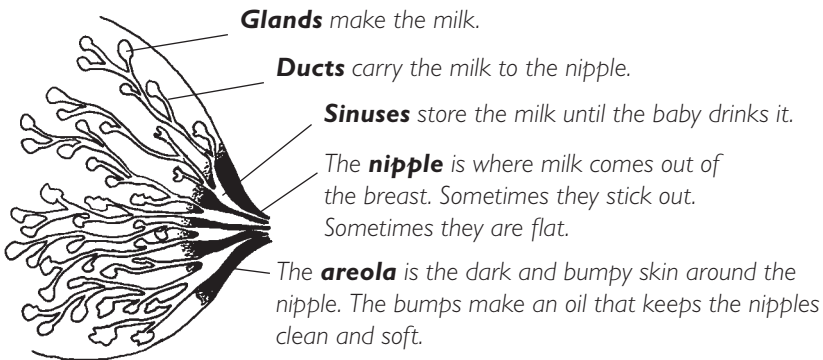 Glands make the milk.
Ducts carry the milk to the nipple.
Sinuses store the milk until the baby drinks it.
The nipple is where milk comes out of
the breast. Sometimes they stick out.
Sometimes they are flat.
The areola is the dark and bumpy skin around the
nipple. The bumps make an oil that keeps the nipples
clean and soft.